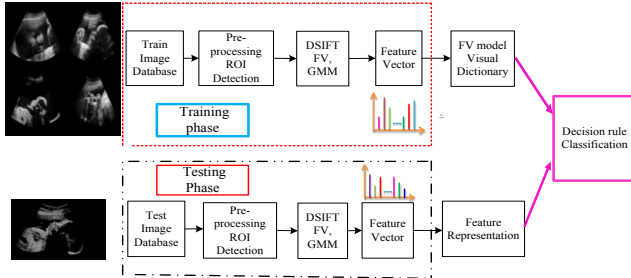 Train
Image
Database
Pre-
processing
ROI
Detection
DSIFT
FV,
GMM
Feature
Vector
FV model
Visual
Dictionary
Training
phase
Decision rule
Classification
Testing
Phase
Test
Image
Database
Pre-
processing
ROI
Detection
DSIFT
FV,
GMM
Feature
Vector
Feature
Representation